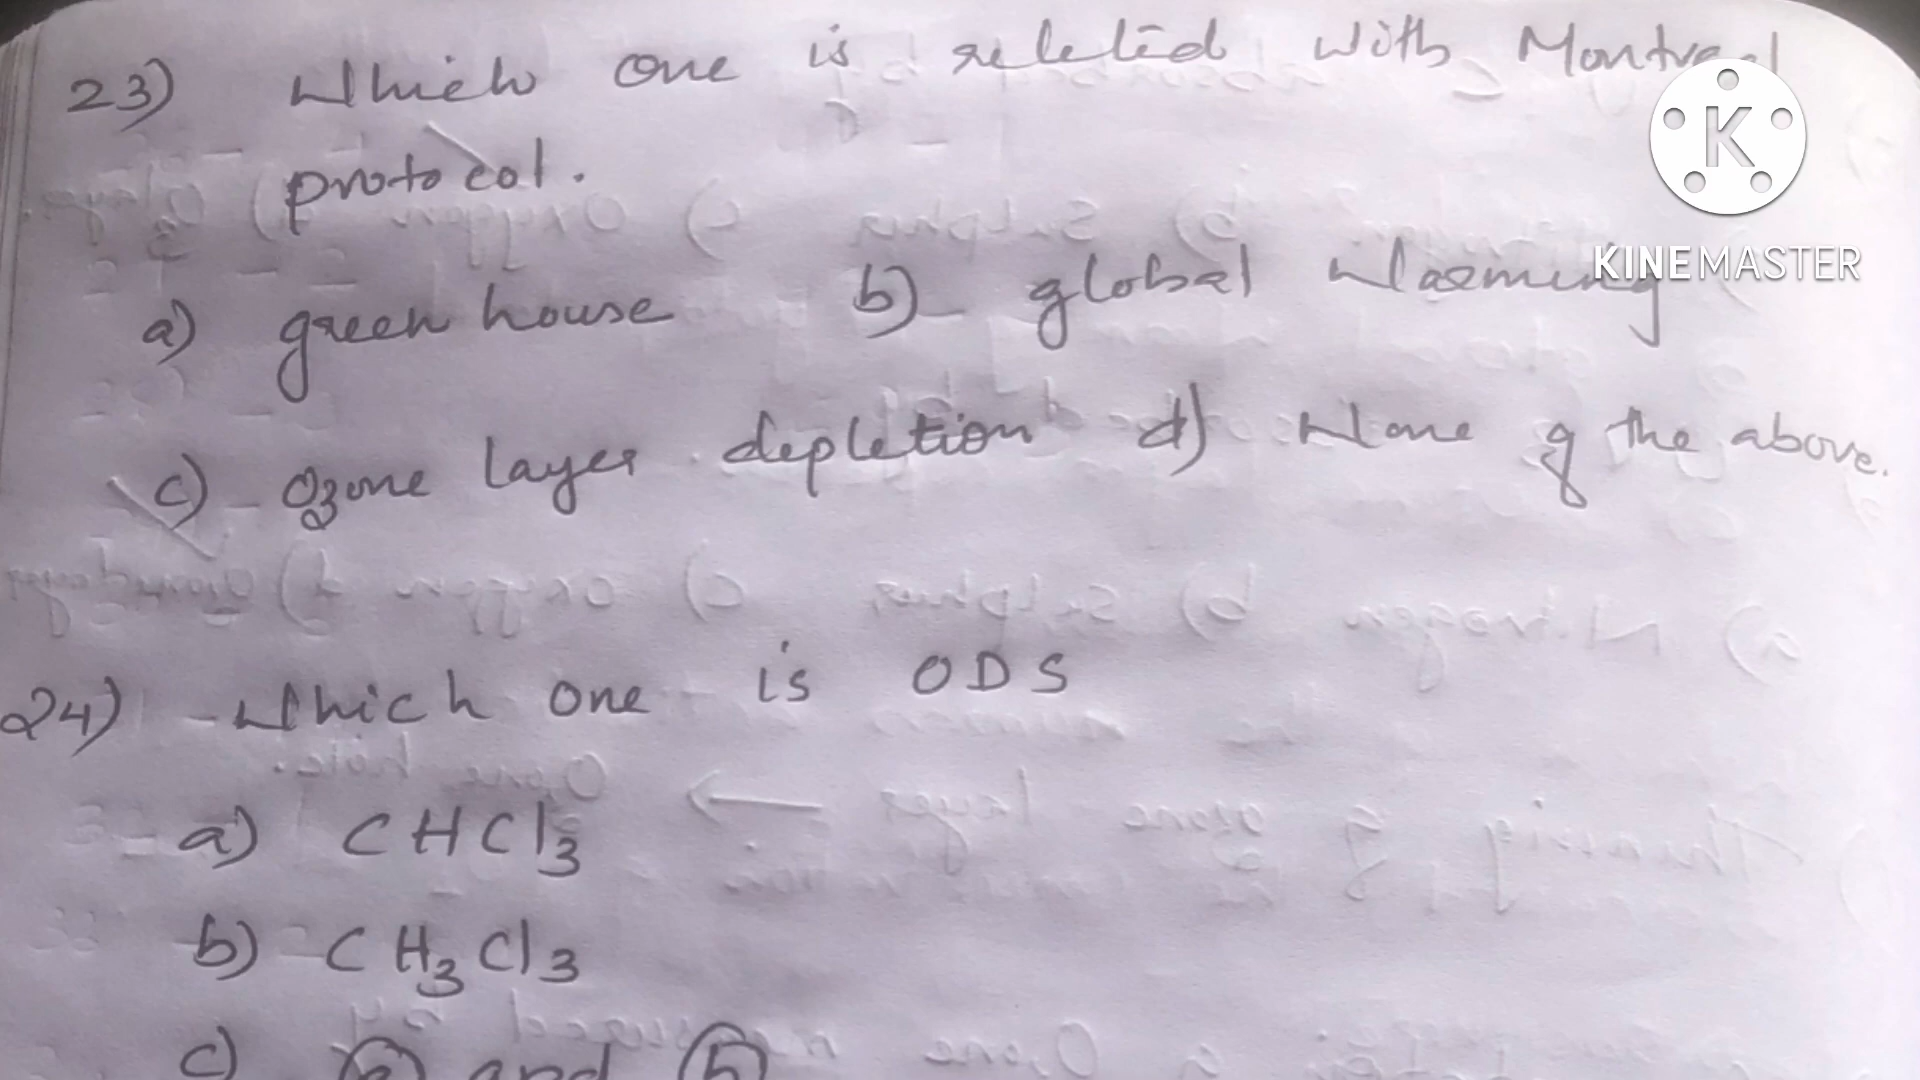 23) Which one is releted with Montreal
protocol.
a) green house b) global warming
c) ozone layer depletion d) None of the above.
24) Which one is ODS
a) CHCl3
b) CH3Cl3
c) (a) and (b)
K
KINEMASTER